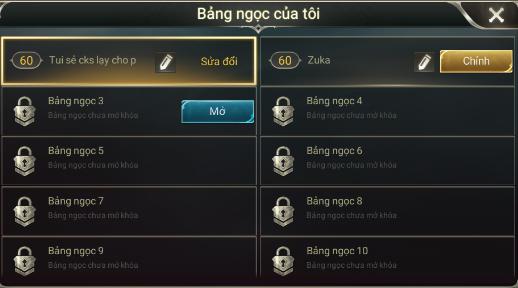 Bảng ngọc của tôi
60 Tui sẻ cks lạy cho p Sửa đổi
60 Zuka Chính
Bảng ngọc 3
Bảng ngọc chưa mở khóa
Mở
Bảng ngọc 4
Bảng ngọc chưa mở khóa
Bảng ngọc 5
Bảng ngọc chưa mở khóa
Bảng ngọc 6
Bảng ngọc chưa mở khóa
Bảng ngọc 7
Bảng ngọc chưa mở khóa
Bảng ngọc 8
Bảng ngọc chưa mở khóa
Bảng ngọc 9
Bảng ngọc chưa mở khóa
Bảng ngọc 10
Bảng ngọc chưa mở khóa